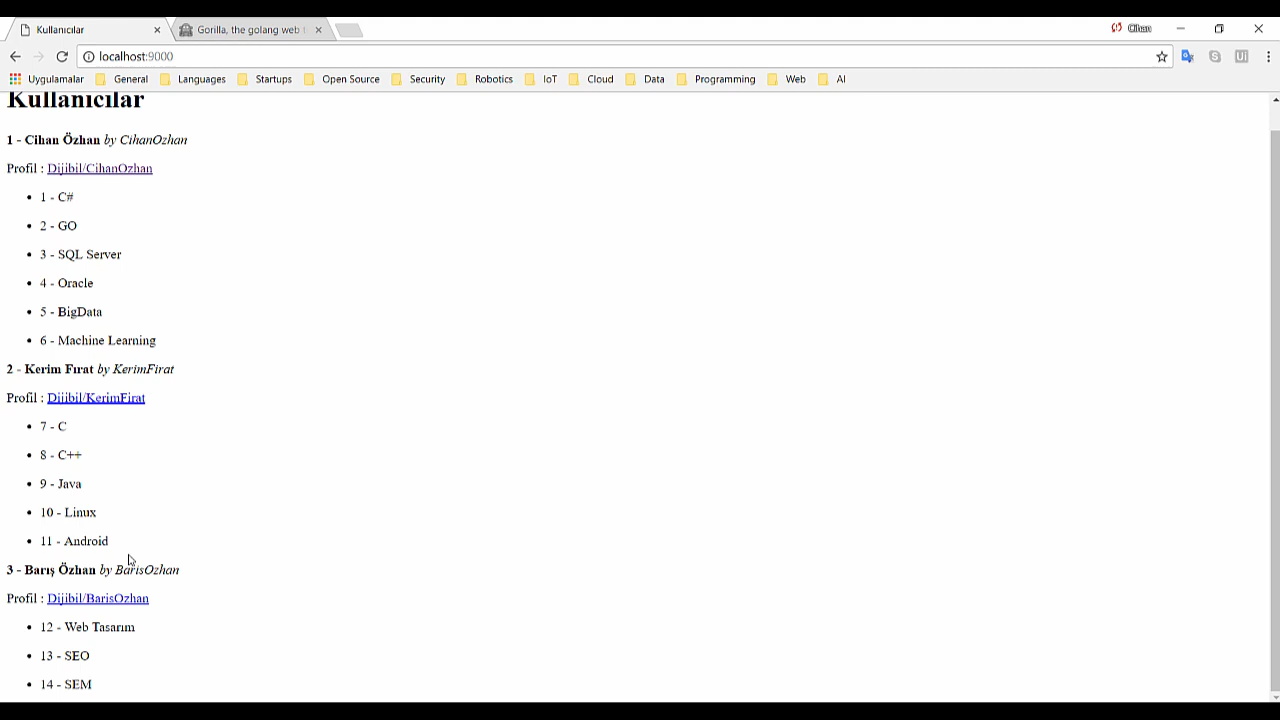 Kullanıcılar
Gorilla, the golang web t
Cihan
localhost:9000
Uygulamalar General Languages Startups Open Source Security Robotics IoT Cloud Data Programming Web AI
Kullanıcılar
1 - Cihan Özhan by CihanOzhan
Profil : Dijibil/CihanOzhan
• 1 - C#
• 2 - GO
• 3 - SQL Server
• 4 - Oracle
• 5 - BigData
• 6 - Machine Learning
2 - Kerim Fırat by KerimFirat
Profil : Dijibil/KerimFirat
• 7 - C
• 8 - C++
• 9 - Java
• 10 - Linux
• 11 - Android
3 - Barış Özhan by BarisOzhan
Profil : Dijibil/BarisOzhan
• 12 - Web Tasarım
• 13 - SEO
• 14 - SEM